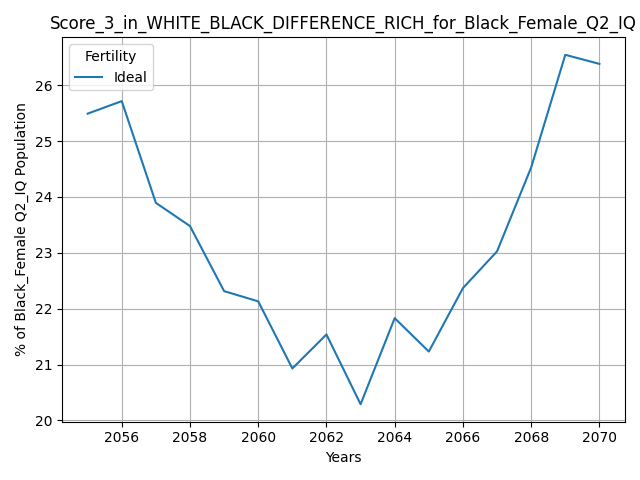 Score_3_in_WHITE_BLACK_DIFFERENCE_RICH_for_Black_Female_Q2_IQ
Fertility
Ideal
26
25
24
23
22
21
20
% of Black_Female Q2_IQ Population
2056 2058 2060 2062 2064 2066 2068 2070
Years